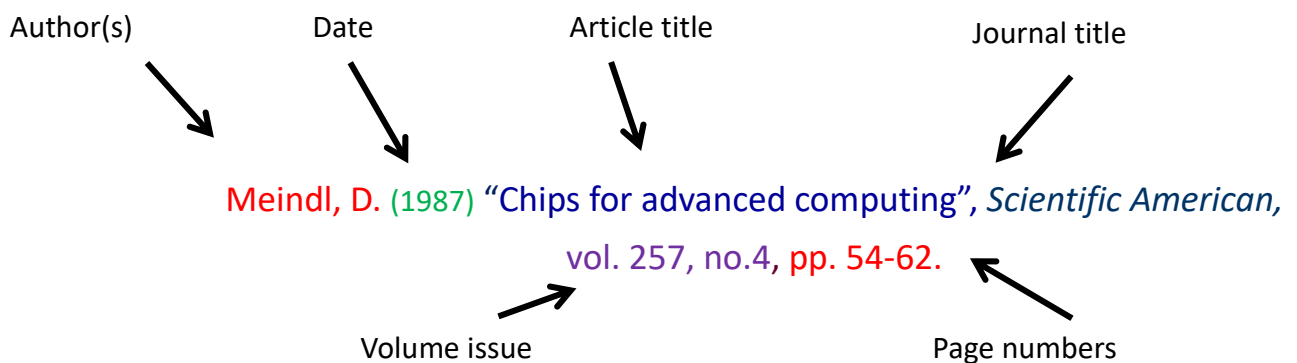 Author(s) Date Article title Journal title
Meindl, D. (1987) “Chips for advanced computing”, Scientific American,
vol. 257, no.4, pp. 54-62.
Volume issue Page numbers